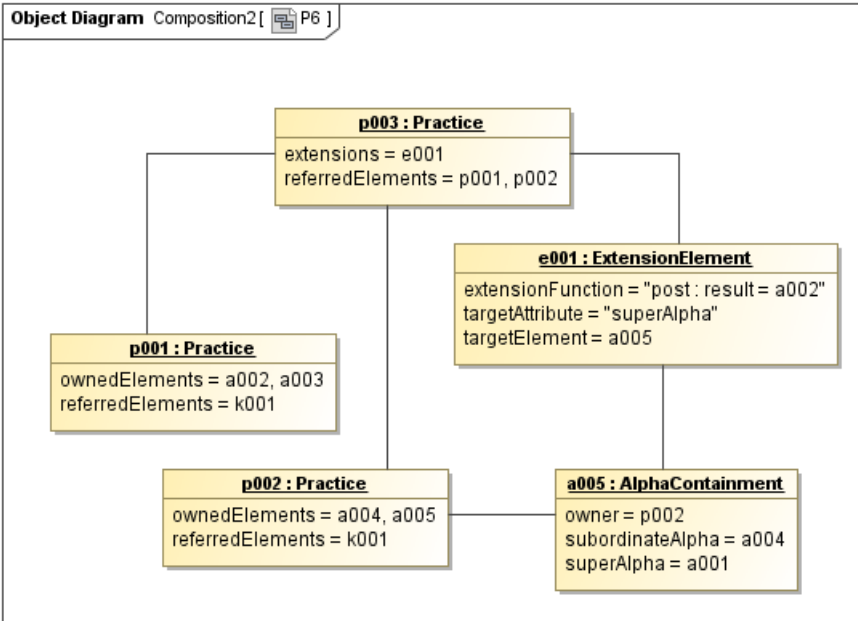 Object Diagram Composition2[ P6 ]
p003 : Practice
extensions = e001
referredElements = p001, p002
e001 : ExtensionElement
extensionFunction = "post : result = a002"
targetAttribute = "superAlpha"
targetElement = a005
p001 : Practice
ownedElements = a002, a003
referredElements = k001
p002 : Practice
ownedElements = a004, a005
referredElements = k001
a005 : AlphaContainment
owner = p002
subordinateAlpha = a004
superAlpha = a001